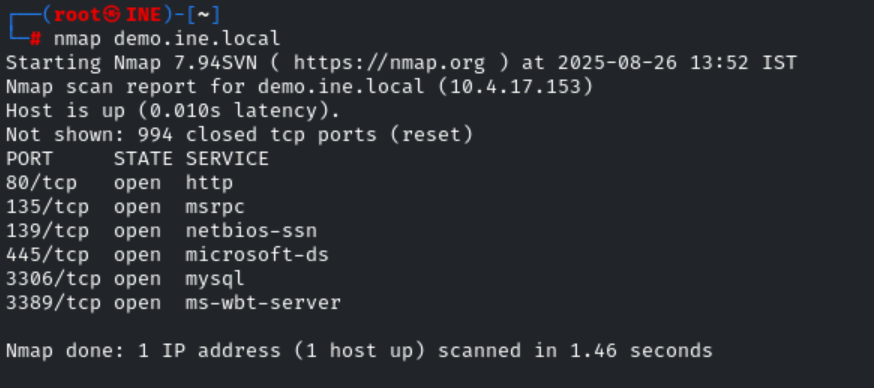 ┌──(root㉿INE)-[~]
└─# nmap demo.ine.local
Starting Nmap 7.94SVN ( https://nmap.org ) at 2025-08-26 13:52 IST
Nmap scan report for demo.ine.local (10.4.17.153)
Host is up (0.010s latency).
Not shown: 994 closed tcp ports (reset)
PORT     STATE SERVICE
80/tcp   open  http
135/tcp  open  msrpc
139/tcp  open  netbios-ssn
445/tcp  open  microsoft-ds
3306/tcp open  mysql
3389/tcp open  ms-wbt-server
Nmap done: 1 IP address (1 host up) scanned in 1.46 seconds